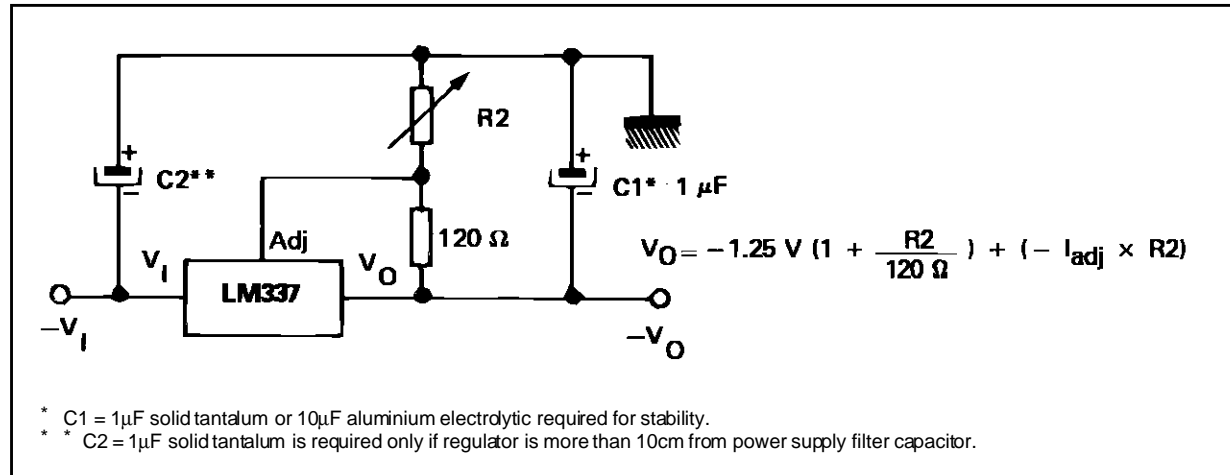 R2
+
−
C2**
+
−
C1* 1 μF
Adj
120 Ω
V_I
V_O
LM337
−V_I
−V_O
V_O = −1.25 V (1 + R2 / 120 Ω ) + (− I_adj × R2)
* C1 = 1μF solid tantalum or 10μF aluminium electrolytic required for stability.
* * C2 = 1μF solid tantalum is required only if regulator is more than 10cm from power supply filter capacitor.